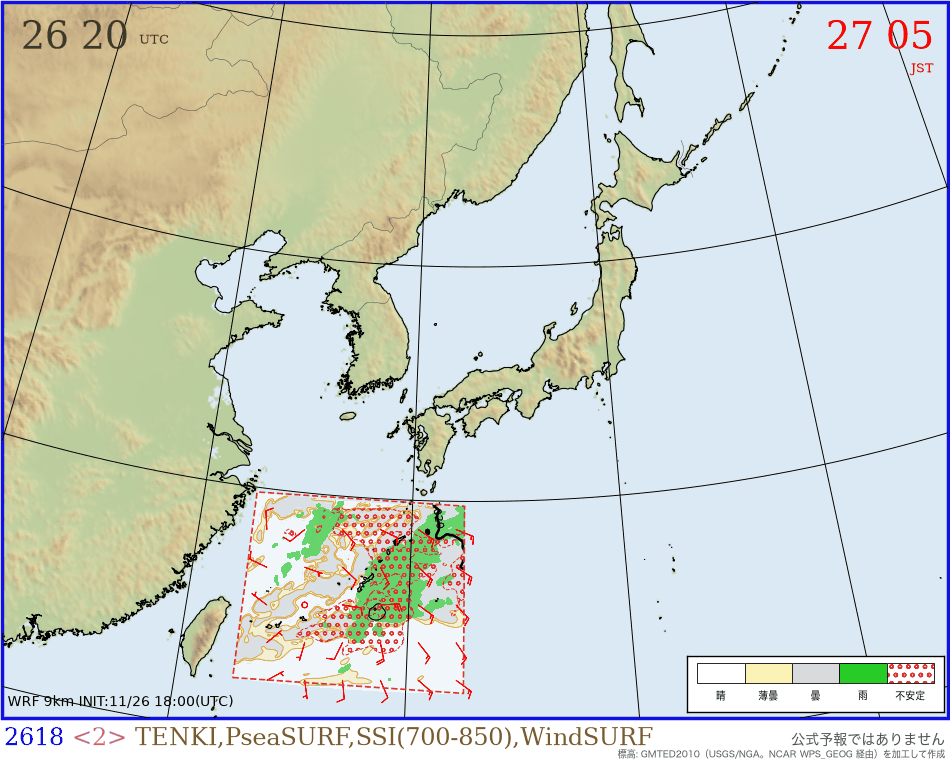 26 20 UTC
27 05
JST
晴 薄曇 曇 雨 不安定
WRF 9km INIT:11/26 18:00(UTC)
2618 <2> TENKI,PseaSURF,SSI(700-850),WindSURF
公式予報ではありません
標高: GMTED2010（USGS/NGA。NCAR WPS_GEOG 経由）を加工して作成